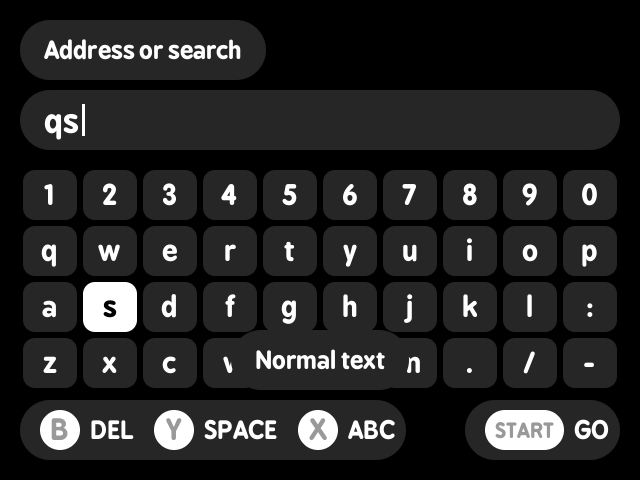 Address or search
qs
1 2 3 4 5 6 7 8 9 0
q w e r t y u i o p
a s d f g h j k l :
z x c v n . / -
Normal text
B DEL Y SPACE X ABC START GO